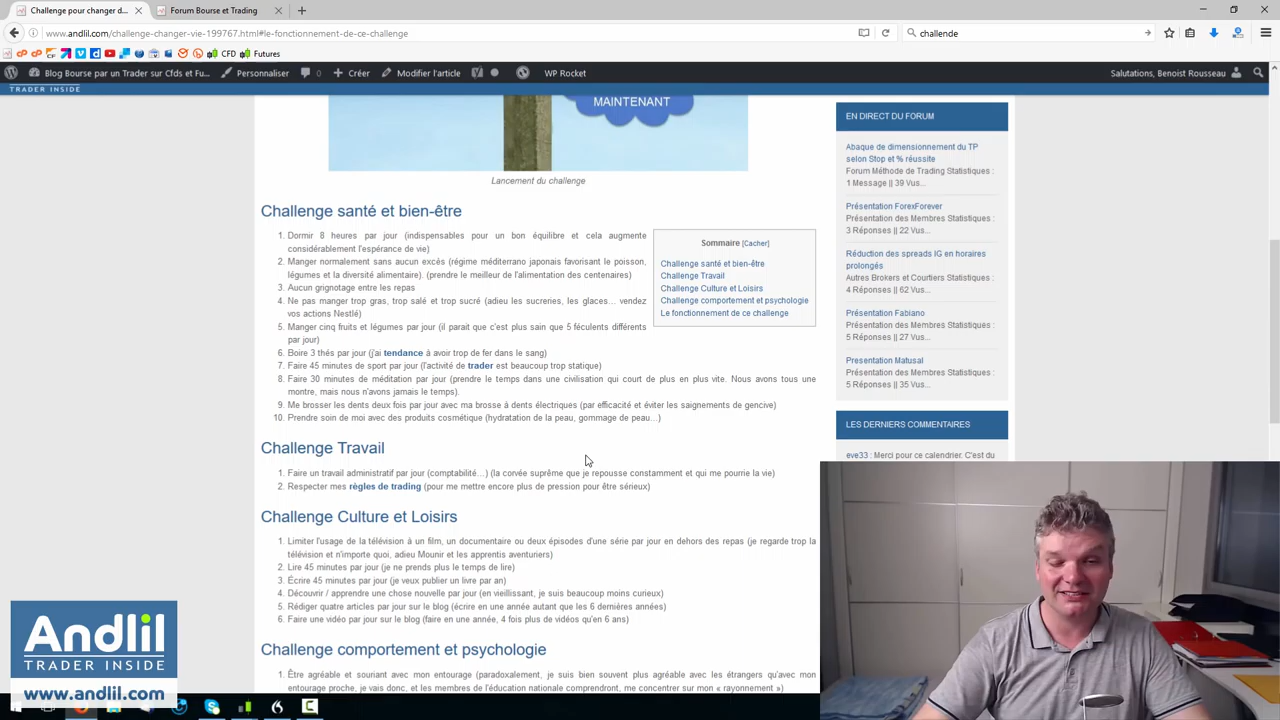 Challenge pour changer d...
Forum Bourse et Trading
www.andlil.com/challenge-changer-vie-199767.html#le-fonctionnement-de-ce-challenge
challende
CFD
Futures
Blog Bourse par un Trader sur Cfds et Fu...
Personnaliser
0
Créer
Modifier l'article
WP Rocket
Salutations, Benoist Rousseau
TRADER INSIDE
MAINTENANT
Lancement du challenge
Challenge santé et bien-être
1. Dormir 8 heures par jour (indispensables pour un bon équilibre et cela augmente
considérablement l'espérance de vie)
2. Manger normalement sans aucun excés (régime méditerrano japonais favorisant le poisson,
légumes et la diversité alimentaire). (prendre le meilleur de l'alimentation des centenaires)
3. Aucun grignotage entre les repas
4. Ne pas manger trop gras, trop salé et trop sucré (adieu les sucreries, les glaces... vendez
vos actions Nestlé)
5. Manger cinq fruits et légumes par jour (il parait que c'est plus sain que 5 féculents différents
par jour)
6. Boire 3 thés par jour (j'ai tendance à avoir trop de fer dans le sang)
7. Faire 45 minutes de sport par jour (l'activité de trader est beaucoup trop statique)
8. Faire 30 minutes de méditation par jour (prendre le temps dans une civilisation qui court de plus en plus vite. Nous avons tous une
montre, mais nous n'avons jamais le temps).
9. Me brosser les dents deux fois par jour avec ma brosse à dents électriques (par efficacité et éviter les saignements de gencive)
10. Prendre soin de moi avec des produits cosmétique (hydratation de la peau, gommage de peau...)
Sommaire [Cacher]
Challenge santé et bien-être
Challenge Travail
Challenge Culture et Loisirs
Challenge comportement et psychologie
Le fonctionnement de ce challenge
Challenge Travail
1. Faire un travail administratif par jour (comptabilité...) (la corvée suprême que je repousse constamment et qui me pourrie la vie)
2. Respecter mes règles de trading (pour me mettre encore plus de pression pour être sérieux)
Challenge Culture et Loisirs
1. Limiter l'usage de la télévision à un film, un documentaire ou deux épisodes d'une série par jour en dehors des repas (je regarde trop la
télévision et n'importe quoi, adieu Mounir et les apprentis aventuriers)
2. Lire 45 minutes par jour (je ne prends plus le temps de lire)
3. Écrire 45 minutes par jour (je veux publier un livre par an)
4. Découvrir / apprendre une chose nouvelle par jour (en vieillissant, je suis beaucoup moins curieux)
5. Rédiger quatre articles par jour sur le blog (écrire en une année autant que les 6 dernières années)
6. Faire une vidéo par jour sur le blog (faire en une année, 4 fois plus de vidéos qu'en 6 ans)
Challenge comportement et psychologie
1. Être agréable et souriant avec mon entourage (paradoxalement, je suis bien souvent plus agréable avec les étrangers qu'avec mon
entourage proche, je vais donc, et les membres de l'éducation nationale comprendront, me concentrer sur mon « rayonnement »)
EN DIRECT DU FORUM
Abaque de dimensionnement du TP
selon Stop et % réussite
Forum Méthode de Trading Statistiques :
1 Message || 39 Vus...
Présentation ForexForever
Présentation des Membres Statistiques :
3 Réponses || 22 Vus...
Réduction des spreads IG en horaires
prolongés
Autres Brokers et Courtiers Statistiques :
4 Réponses || 62 Vus...
Présentation Fabiano
Présentation des Membres Statistiques :
5 Réponses || 27 Vus...
Presentation Matusal
Présentation des Membres Statistiques :
5 Réponses || 35 Vus...
LES DERNIERS COMMENTAIRES
eve33 : Merci pour ce calendrier. C'est du
Andlil
TRADER INSIDE
www.andlil.com